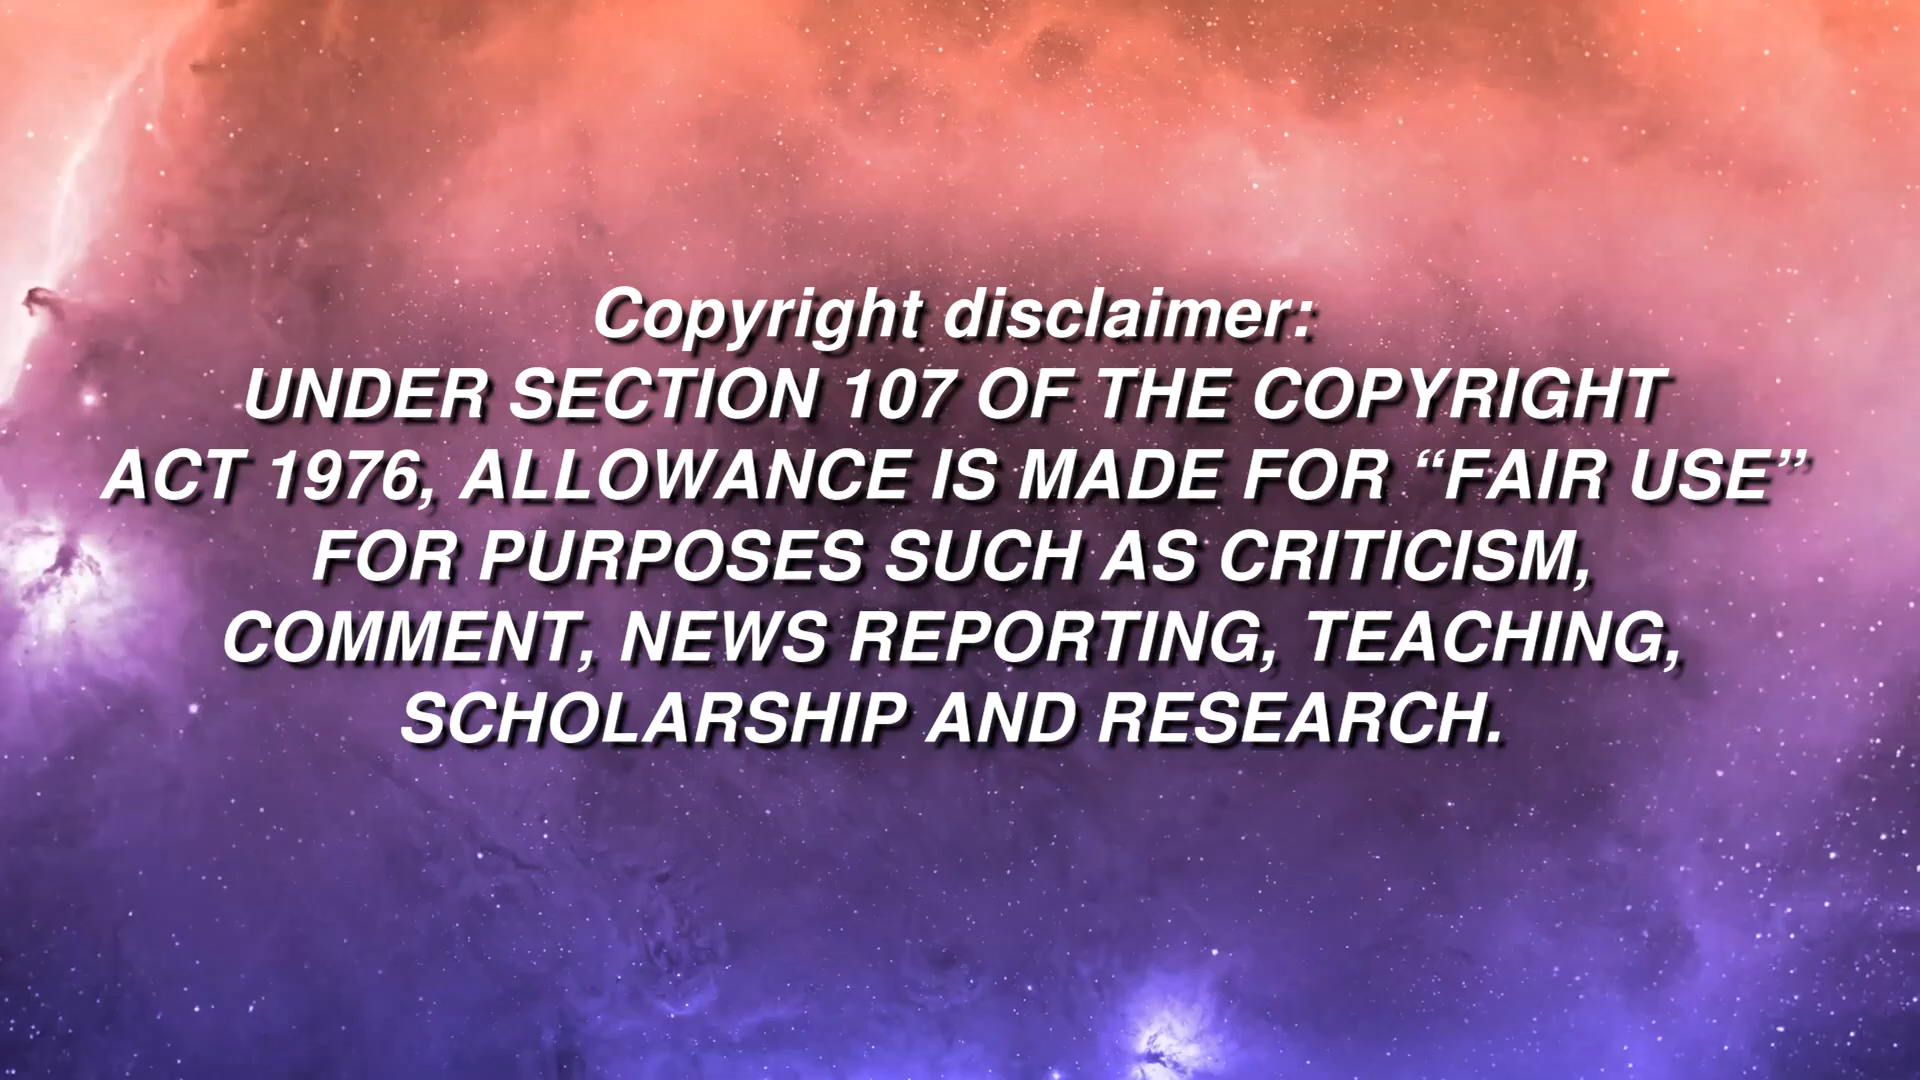 Copyright disclaimer:
UNDER SECTION 107 OF THE COPYRIGHT
ACT 1976, ALLOWANCE IS MADE FOR “FAIR USE”
FOR PURPOSES SUCH AS CRITICISM,
COMMENT, NEWS REPORTING, TEACHING,
SCHOLARSHIP AND RESEARCH.